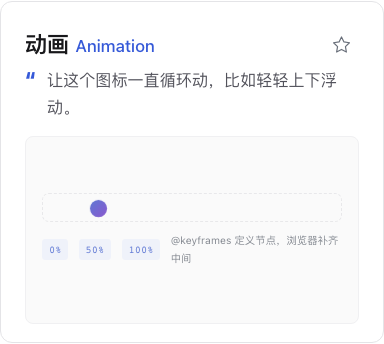 动画 Animation
“ 让这个图标一直循环动，比如轻轻上下浮
动。
0% 50% 100% @keyframes 定义节点，浏览器补齐
中间